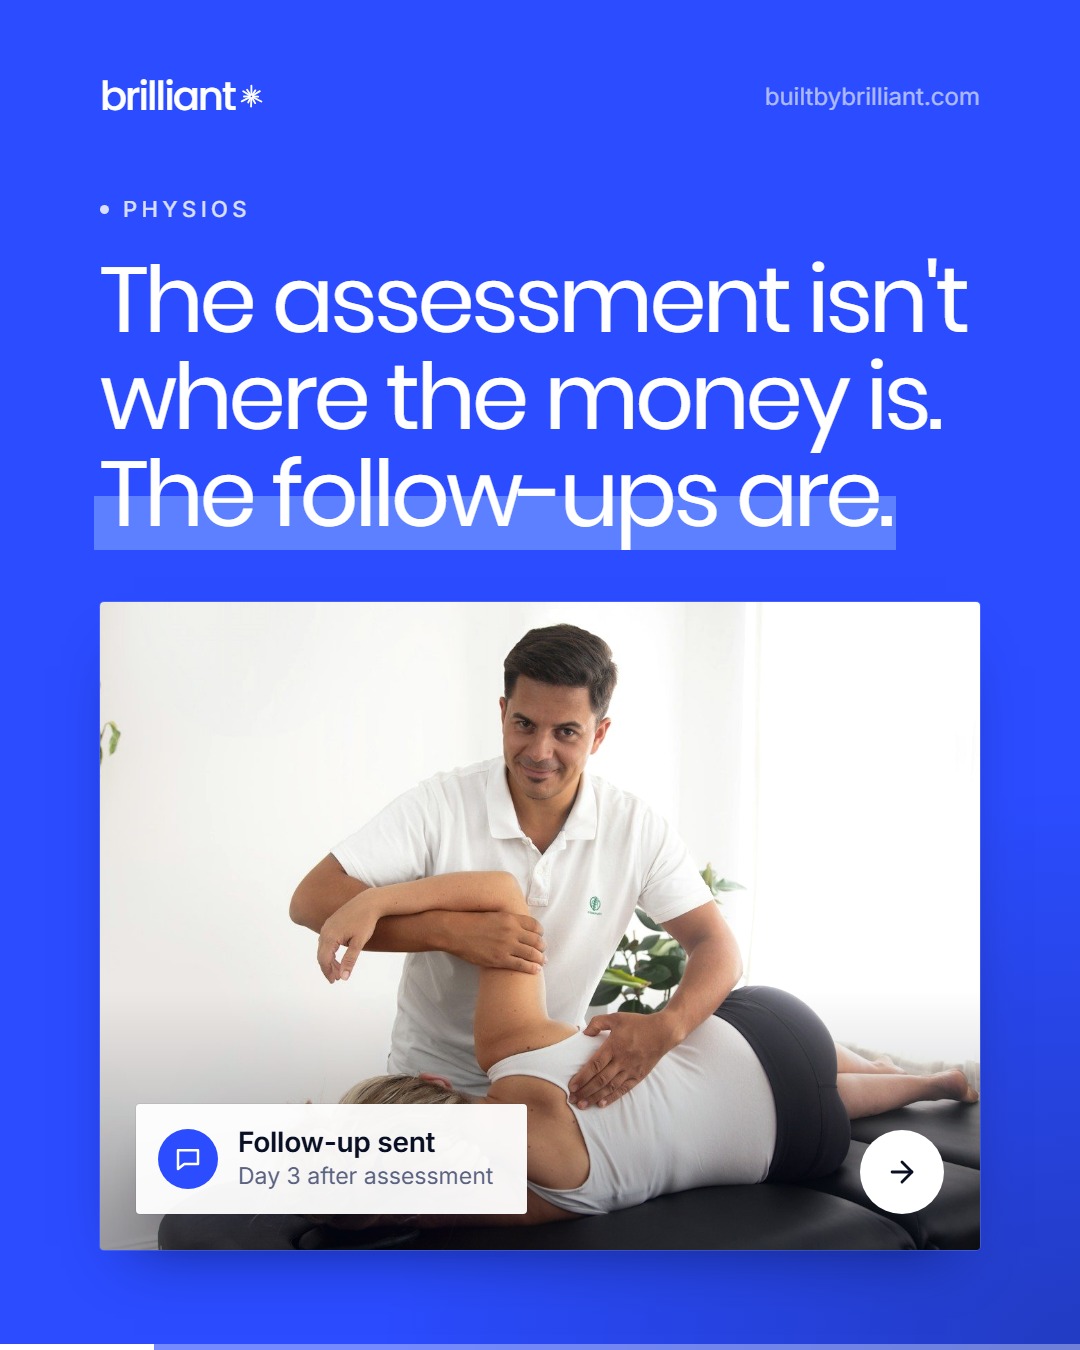 brilliant
builtbybrilliant.com
PHYSIOS
The assessment isn't
where the money is.
The follow-ups are.
Follow-up sent
Day 3 after assessment